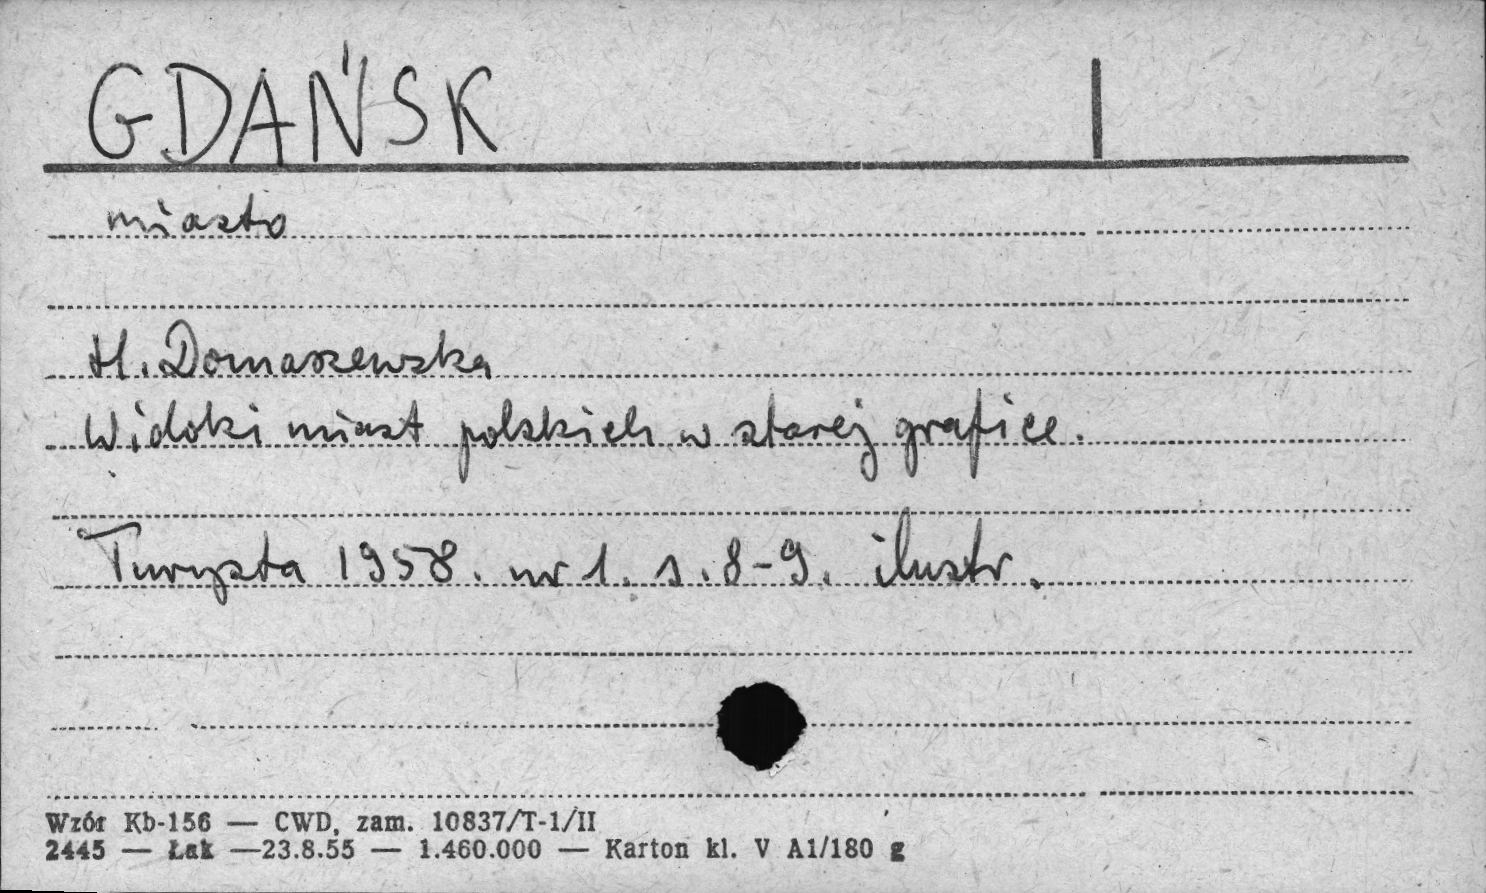 GDAŃSK
miasto
H. Domaszewska
Widoki miast polskich w starej grafice.
Turysta 1958. nr 1. s. 8-9. ilustr.
Wzór Kb-156 — CWD, zam. 10837/T-1/II
2445 — Łak —23.8.55 — 1.460.000 — Karton kl. V A1/180 g